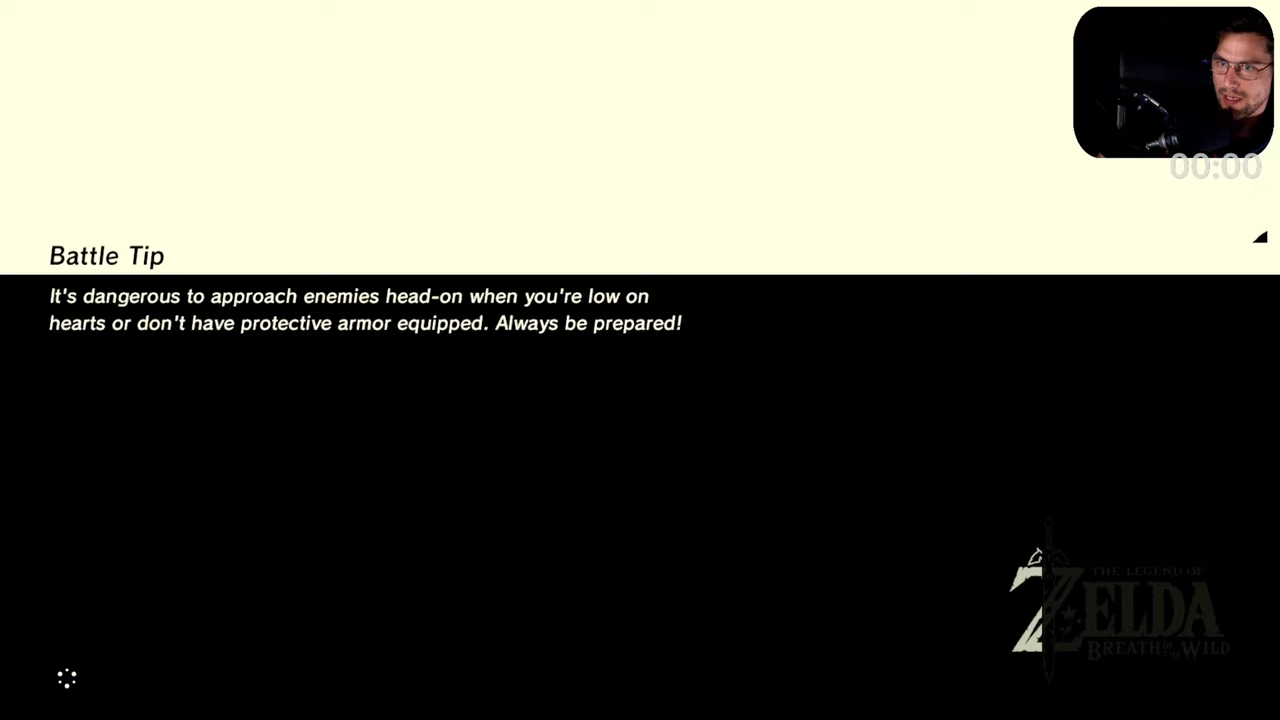 00:00
Battle Tip
It's dangerous to approach enemies head-on when you're low on
hearts or don't have protective armor equipped. Always be prepared!
THE LEGEND OF
ZELDA
BREATH OF THE WILD